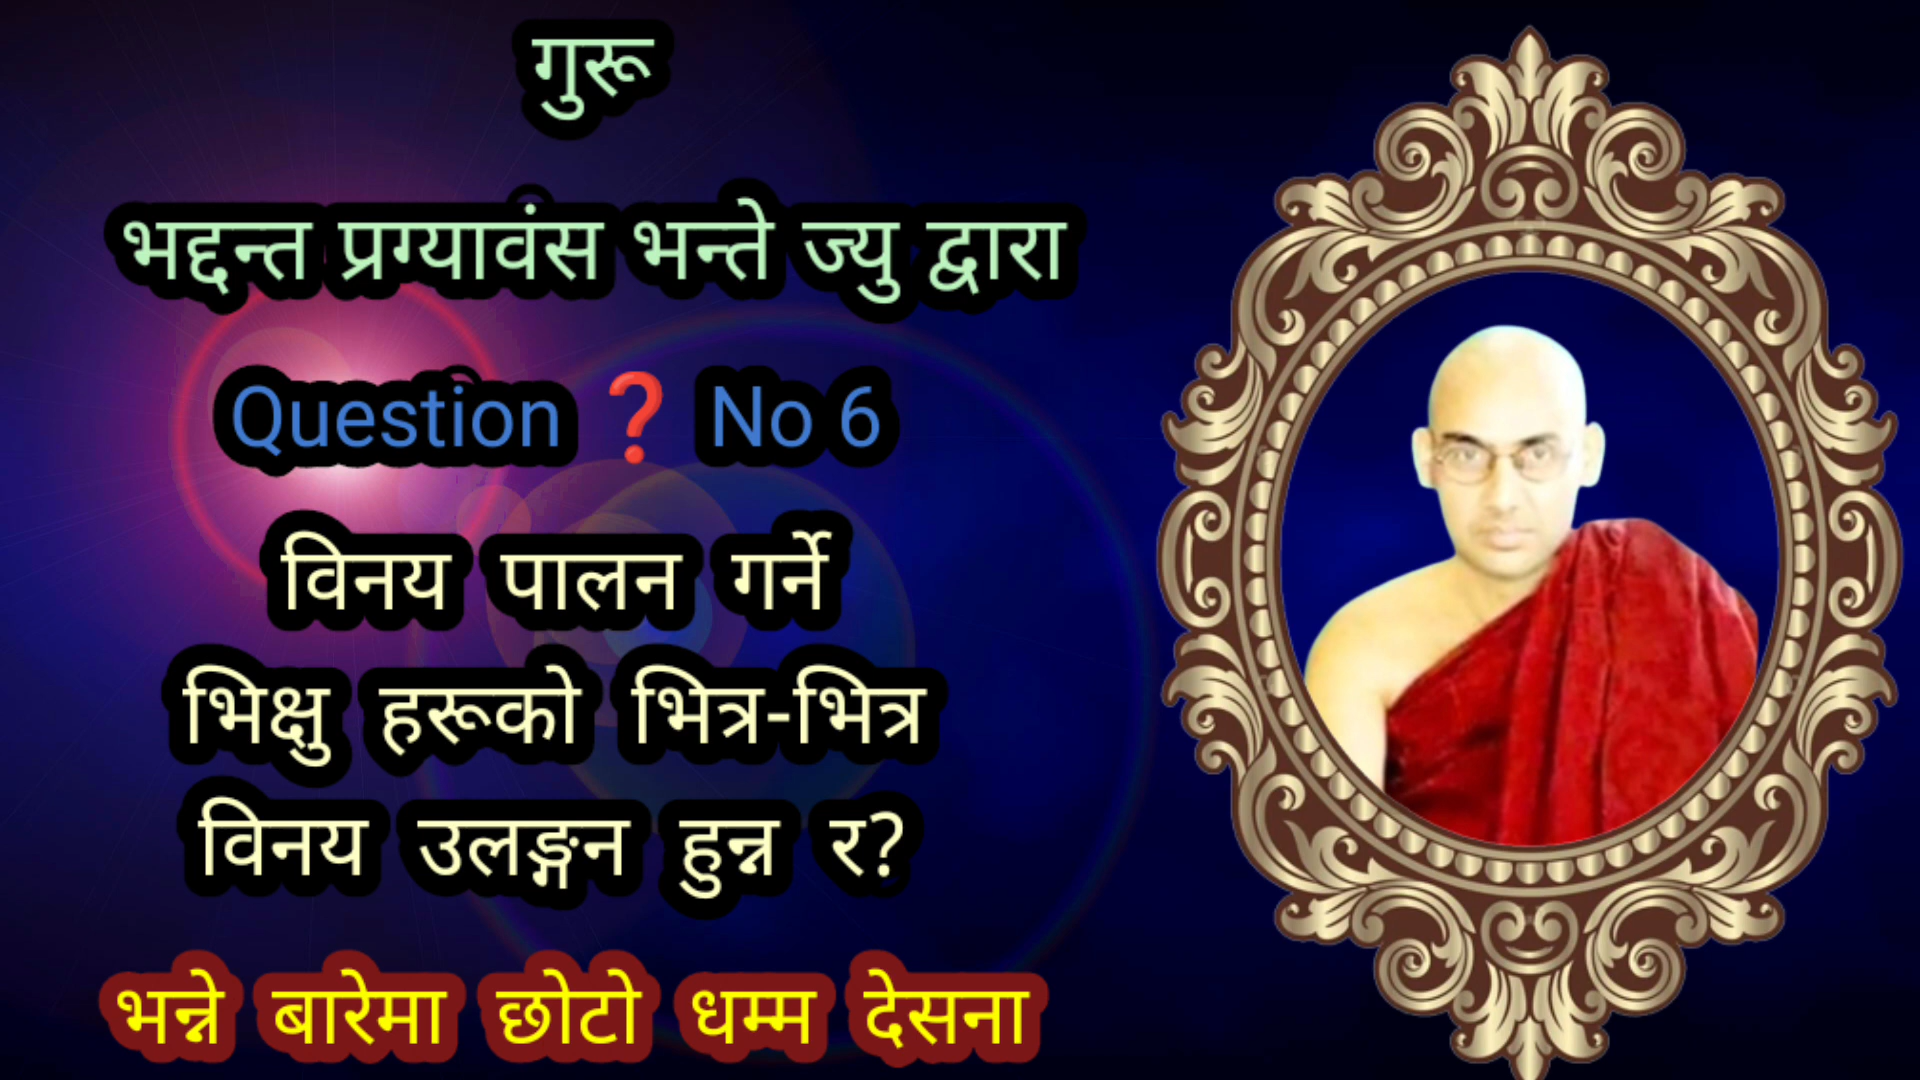 गुरू
भद्दन्त प्रग्यावंस भन्ते ज्यु द्वारा
Question ❓ No 6
विनय पालन गर्ने
भिक्षु हरूको भित्र-भित्र
विनय उलङ्गन हुन्न र?
भन्ने बारेमा छोटो धम्म देसना